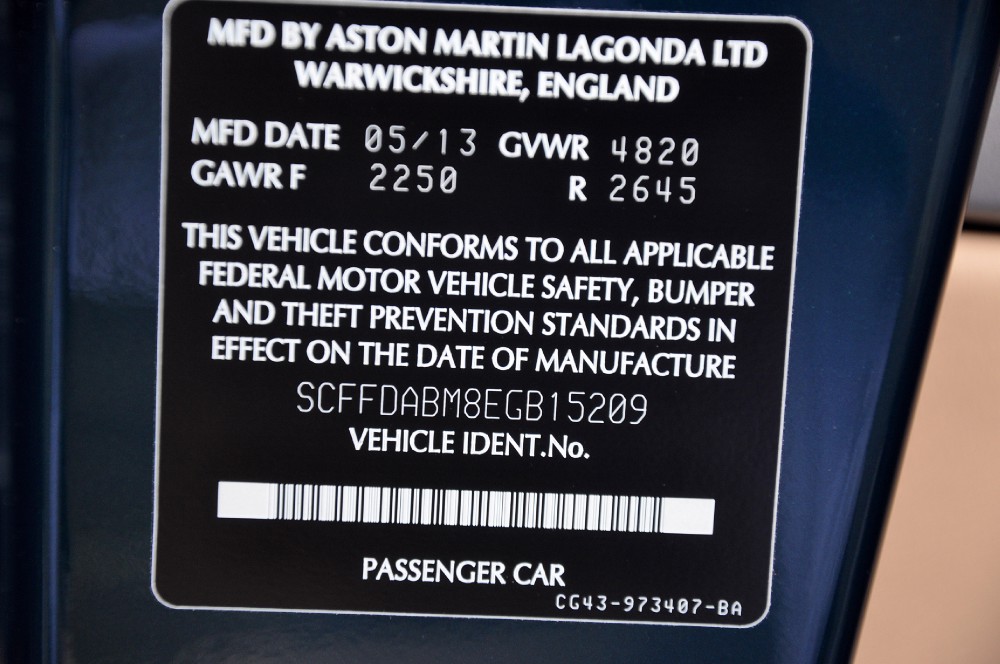 MFD BY ASTON MARTIN LAGONDA LTD
WARWICKSHIRE, ENGLAND
MFD DATE 05/13 GVWR 4820
GAWR F 2250 R 2645
THIS VEHICLE CONFORMS TO ALL APPLICABLE
FEDERAL MOTOR VEHICLE SAFETY, BUMPER
AND THEFT PREVENTION STANDARDS IN
EFFECT ON THE DATE OF MANUFACTURE
SCFFDABM8EGB15209
VEHICLE IDENT.No.
PASSENGER CAR
CG43-973407-BA